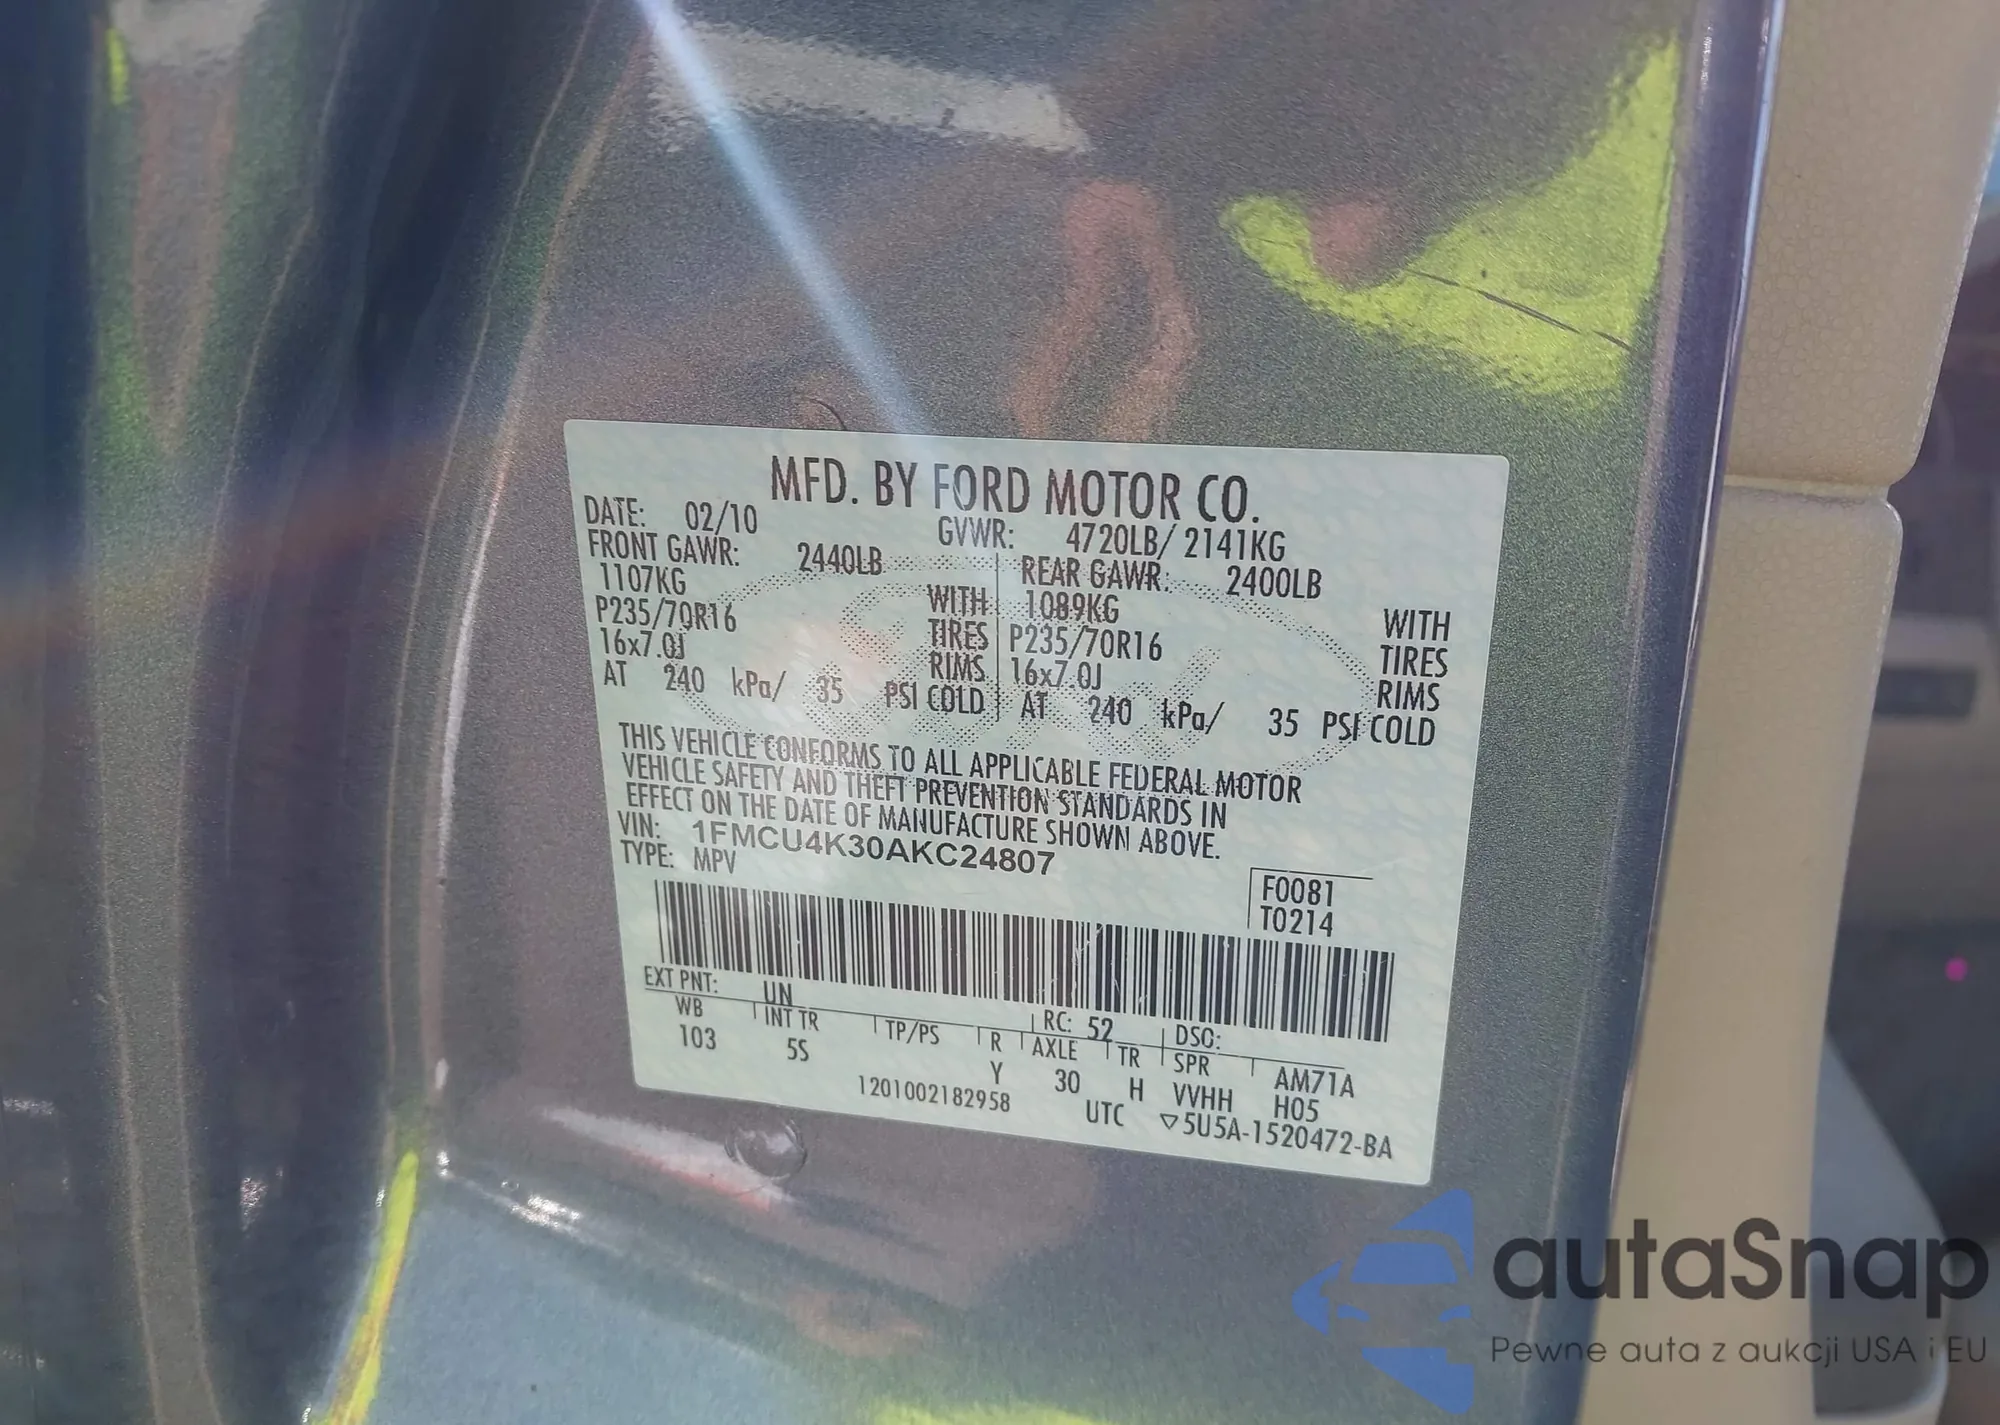 MFD. BY FORD MOTOR CO.
DATE: 02/10 GVWR: 4720LB/ 2141KG
FRONT GAWR: 2440LB REAR GAWR: 2400LB
1107KG WITH 1089KG WITH
P235/70R16 TIRES P235/70R16 TIRES
16x7.0J RIMS 16x7.0J RIMS
AT 240 kPa/ 35 PSI COLD AT 240 kPa/ 35 PSI COLD
THIS VEHICLE CONFORMS TO ALL APPLICABLE FEDERAL MOTOR
VEHICLE SAFETY AND THEFT PREVENTION STANDARDS IN
EFFECT ON THE DATE OF MANUFACTURE SHOWN ABOVE.
VIN: 1FMCU4K30AKC24807
TYPE: MPV
F0081
T0214
EXT PNT: UN RC: 52 DSO:
WB INT TR TP/PS R AXLE TR SPR AM71A
103 5S Y 30 H VVHH H05
1201002182958 UTC ▽5U5A-1520472-BA
autaSnap
Pewne auta z aukcji USA i EU